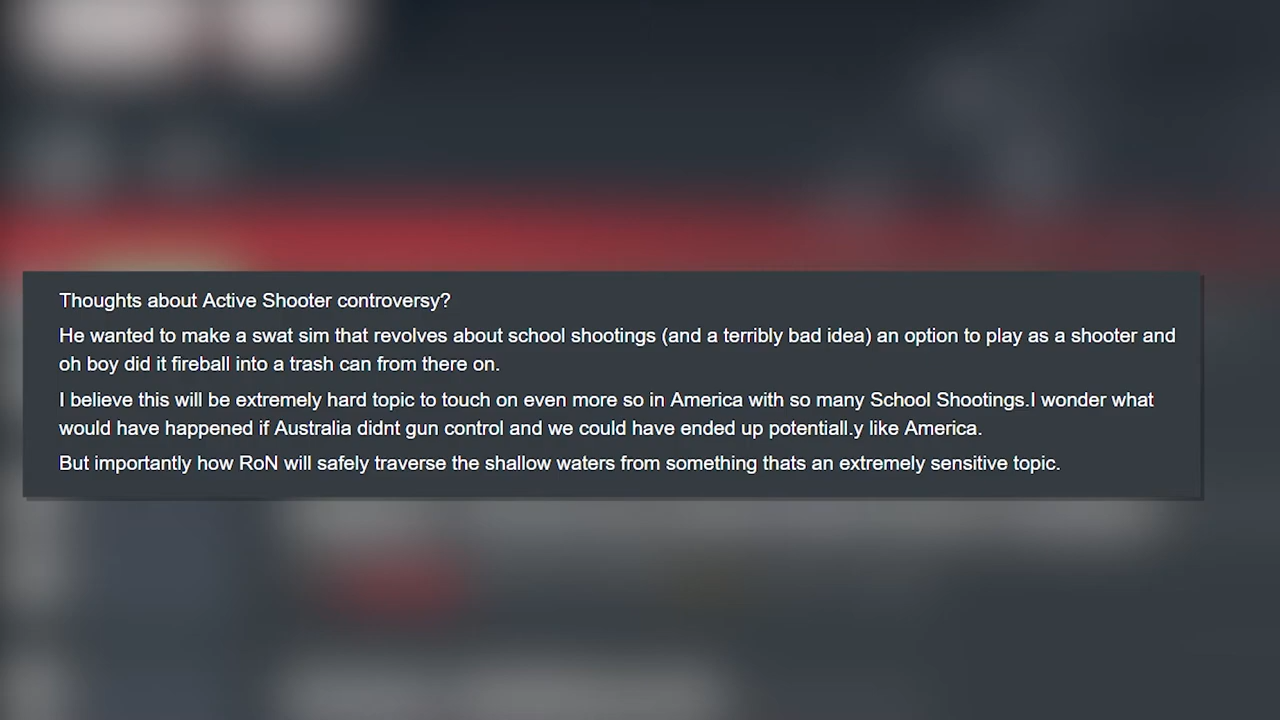 Thoughts about Active Shooter controversy?
He wanted to make a swat sim that revolves about school shootings (and a terribly bad idea) an option to play as a shooter and
oh boy did it fireball into a trash can from there on.
I believe this will be extremely hard topic to touch on even more so in America with so many School Shootings.I wonder what
would have happened if Australia didnt gun control and we could have ended up potentiall.y like America.
But importantly how RoN will safely traverse the shallow waters from something thats an extremely sensitive topic.